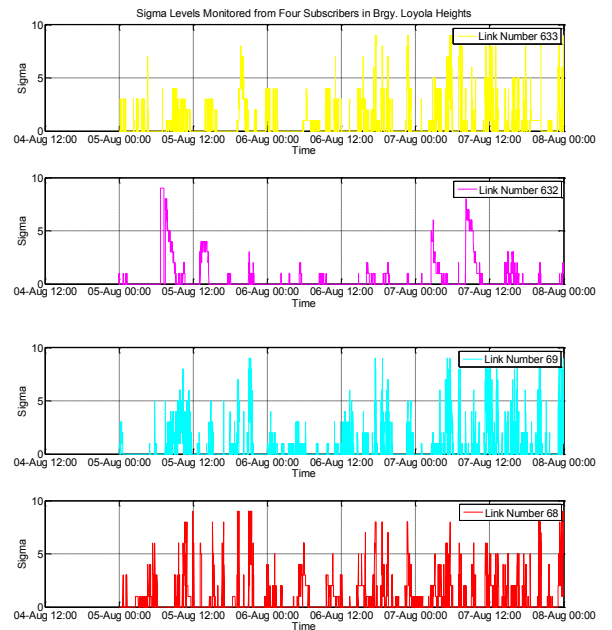 Sigma Levels Monitored from Four Subscribers in Brgy. Loyola Heights
10
Link Number 633
Sigma
5
0
04-Aug 12:00 05-Aug 00:00 05-Aug 12:00 06-Aug 00:00 06-Aug 12:00 07-Aug 00:00 07-Aug 12:00 08-Aug 00:00
Time
10
Link Number 632
Sigma
5
0
04-Aug 12:00 05-Aug 00:00 05-Aug 12:00 06-Aug 00:00 06-Aug 12:00 07-Aug 00:00 07-Aug 12:00 08-Aug 00:00
Time
10
Link Number 69
Sigma
5
0
04-Aug 12:00 05-Aug 00:00 05-Aug 12:00 06-Aug 00:00 06-Aug 12:00 07-Aug 00:00 07-Aug 12:00 08-Aug 00:00
Time
10
Link Number 68
Sigma
5
0
04-Aug 12:00 05-Aug 00:00 05-Aug 12:00 06-Aug 00:00 06-Aug 12:00 07-Aug 00:00 07-Aug 12:00 08-Aug 00:00
Time